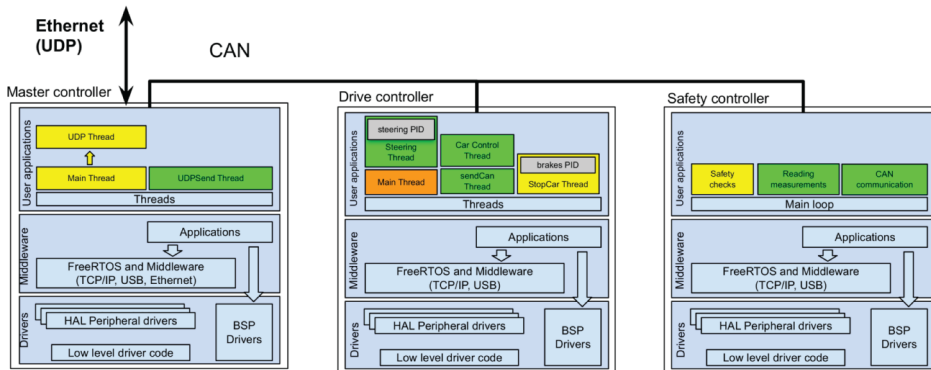 Ethernet
(UDP)
CAN
Master controller
User applications
UDP Thread
Main Thread
UDPSend Thread
Threads
Middleware
Applications
FreeRTOS and Middleware
(TCP/IP, USB, Ethernet)
Drivers
HAL Peripheral drivers
Low level driver code
BSP
Drivers
Drive controller
User applications
steering PID
Steering
Thread
Car Control
Thread
Main Thread
sendCan
Thread
brakes PID
StopCar Thread
Threads
Middleware
Applications
FreeRTOS and Middleware
(TCP/IP, USB)
Drivers
HAL Peripheral drivers
Low level driver code
BSP
Drivers
Safety controller
User applications
Safety
checks
Reading
measurements
CAN
communication
Main loop
Middleware
Applications
FreeRTOS and Middleware
(TCP/IP, USB)
Drivers
HAL Peripheral drivers
Low level driver code
BSP
Drivers